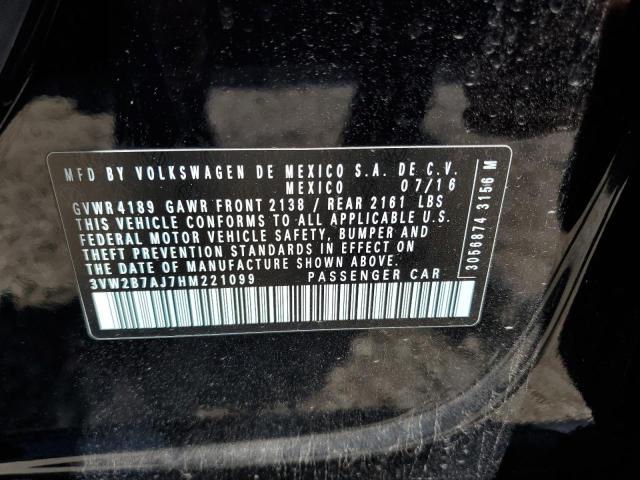 MFD BY VOLKSWAGEN DE MEXICO S.A. DE C.V.
MEXICO 07/16
GVWR 4189 GAWR FRONT 2138 / REAR 2161 LBS
THIS VEHICLE CONFORMS TO ALL APPLICABLE U.S.
FEDERAL MOTOR VEHICLE SAFETY, BUMPER AND
THEFT PREVENTION STANDARDS IN EFFECT ON
THE DATE OF MANUFACTURE SHOWN ABOVE.
3VW2B7AJ7HM221099 PASSENGER CAR
3056874 3156 M